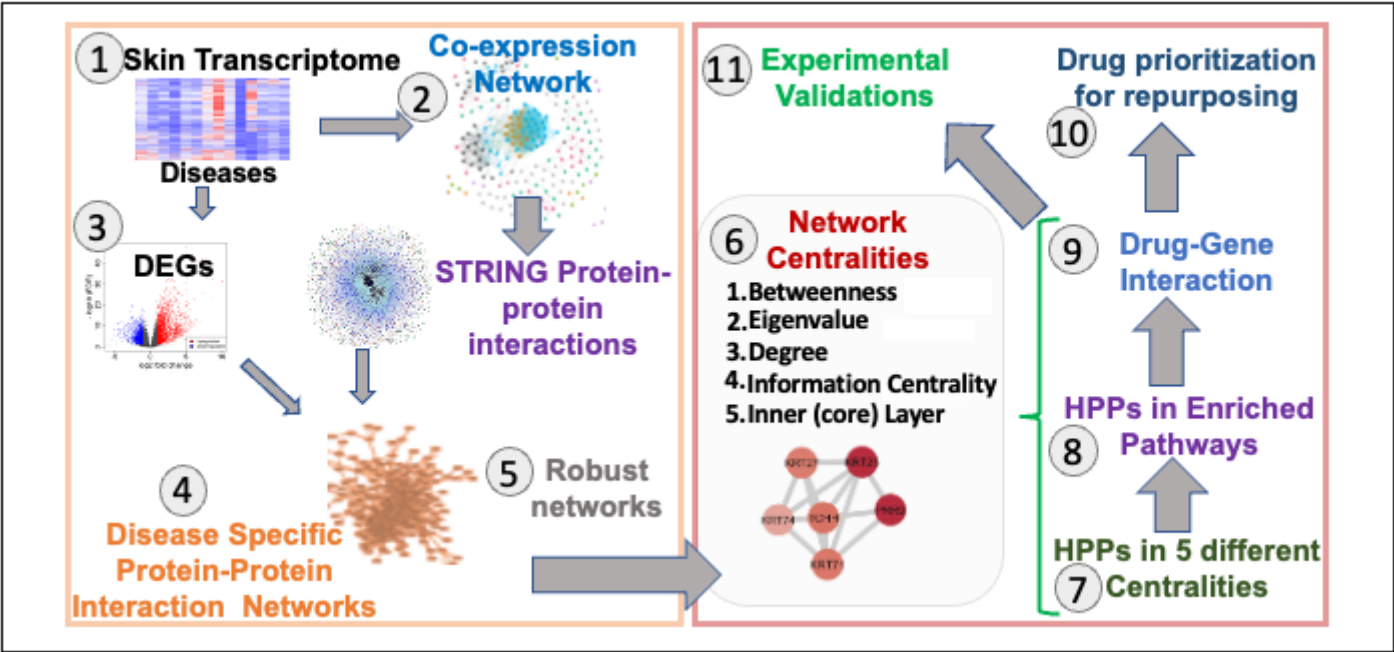 1
Skin Transcriptome
Diseases
2
Co-expression
Network
3
DEGs
STRING Protein-
protein
interactions
4
Disease Specific
Protein-Protein
Interaction Networks
5
Robust
networks
6
Network
Centralities
1.Betweenness
2.Eigenvalue
3.Degree
4.Information Centrality
5.Inner (core) Layer
KRT25
KRT74
KRT71
7
HPPs in 5 different
Centralities
8
HPPs in Enriched
Pathways
9
Drug-Gene
Interaction
10
Drug prioritization
for repurposing
11
Experimental
Validations